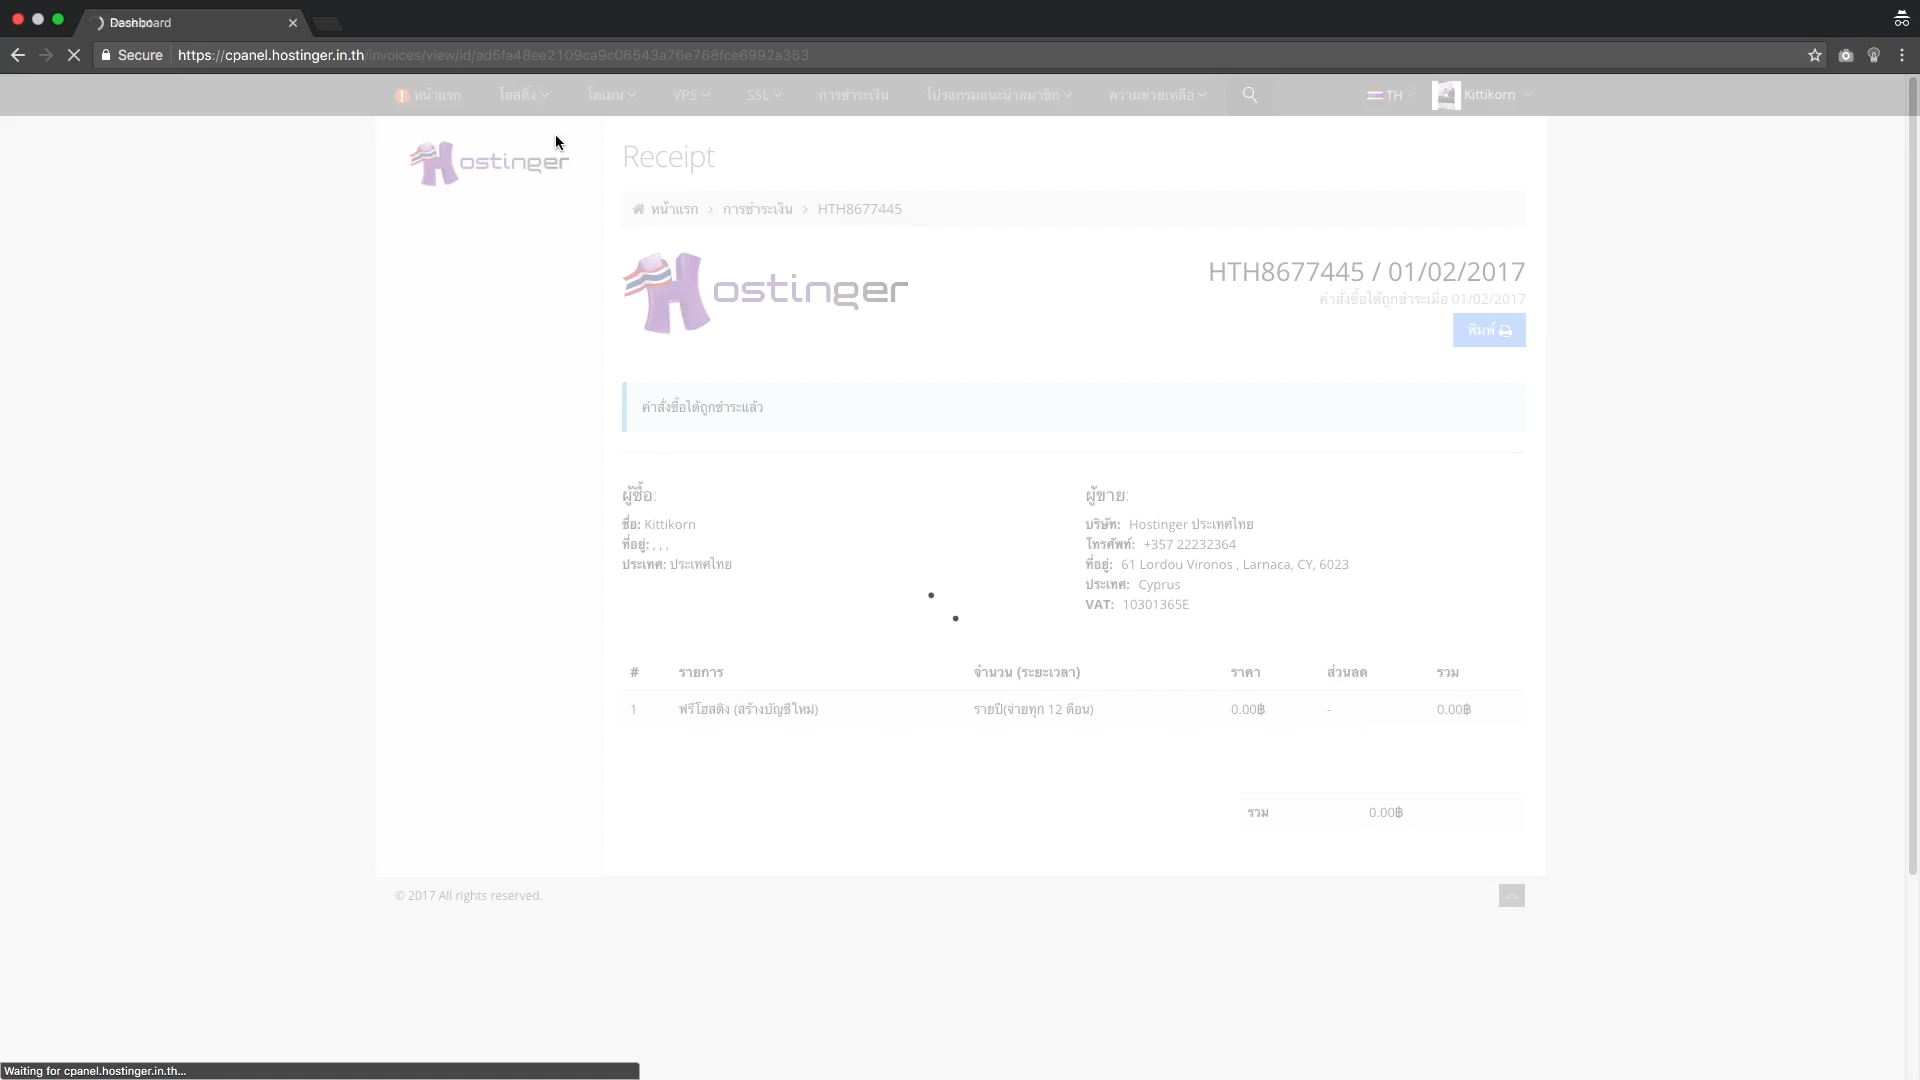 Dashboard
Secure
https://cpanel.hostinger.in.th/invoices/view/id/ad5fa48ee2109ca9c06543a76e768fce6992a353
หน้าแรก
โฮสติ้ง
โดเมน
VPS
SSL
การชำระเงิน
โปรแกรมแนะนำสมาชิก
ความช่วยเหลือ
TH
Kittikorn
Hostinger
Receipt
หน้าแรก > การชำระเงิน > HTH8677445
Hostinger
HTH8677445 / 01/02/2017
คำสั่งซื้อได้ถูกชำระเมื่อ 01/02/2017
พิมพ์
คำสั่งซื้อได้ถูกชำระแล้ว
ผู้ซื้อ:
ชื่อ: Kittikorn
ที่อยู่: , , ,
ประเทศ: ประเทศไทย
ผู้ขาย:
บริษัท: Hostinger ประเทศไทย
โทรศัพท์: +357 22232364
ที่อยู่: 61 Lordou Vironos , Larnaca, CY, 6023
ประเทศ: Cyprus
VAT: 10301365E
# รายการ จำนวน (ระยะเวลา) ราคา ส่วนลด รวม
1 ฟรีโฮสติง (สร้างบัญชีใหม่) รายปี(จ่ายทุก 12 เดือน) 0.00฿ - 0.00฿
รวม 0.00฿
© 2017 All rights reserved.
Waiting for cpanel.hostinger.in.th...